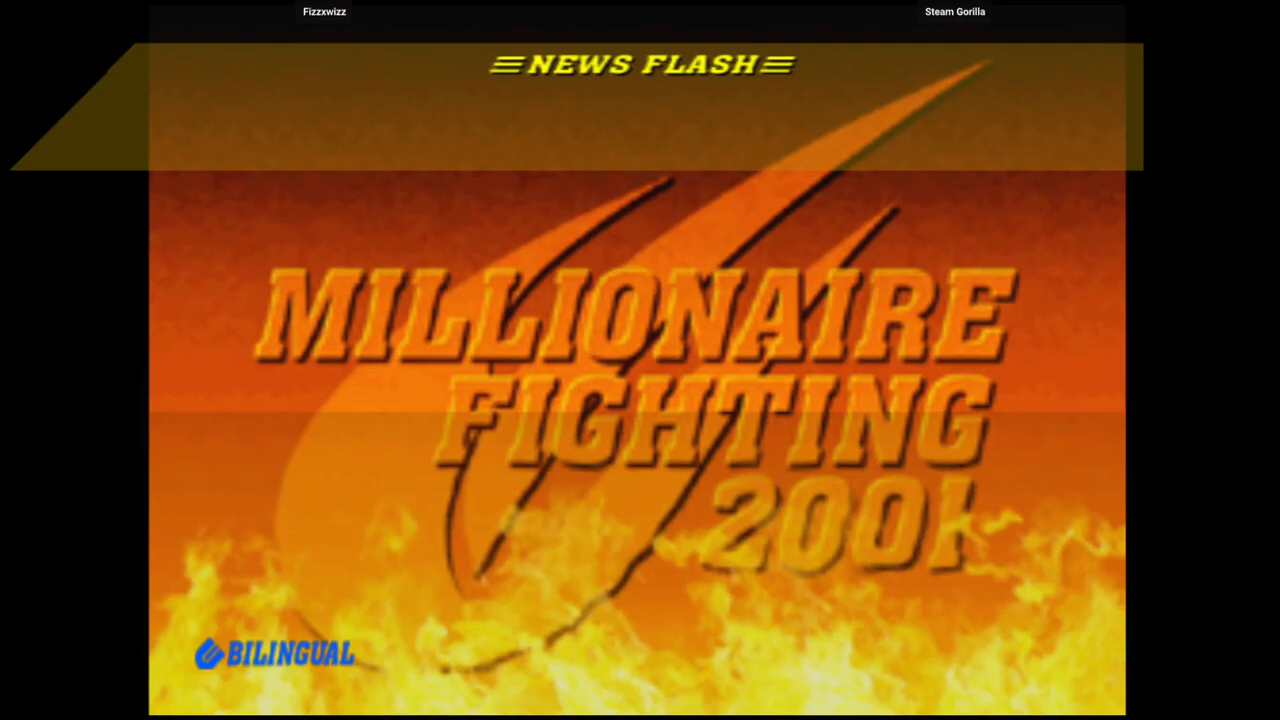 Fizzxwizz
Steam Gorilla
NEWS FLASH
MILLIONAIRE
FIGHTING
2001
BILINGUAL